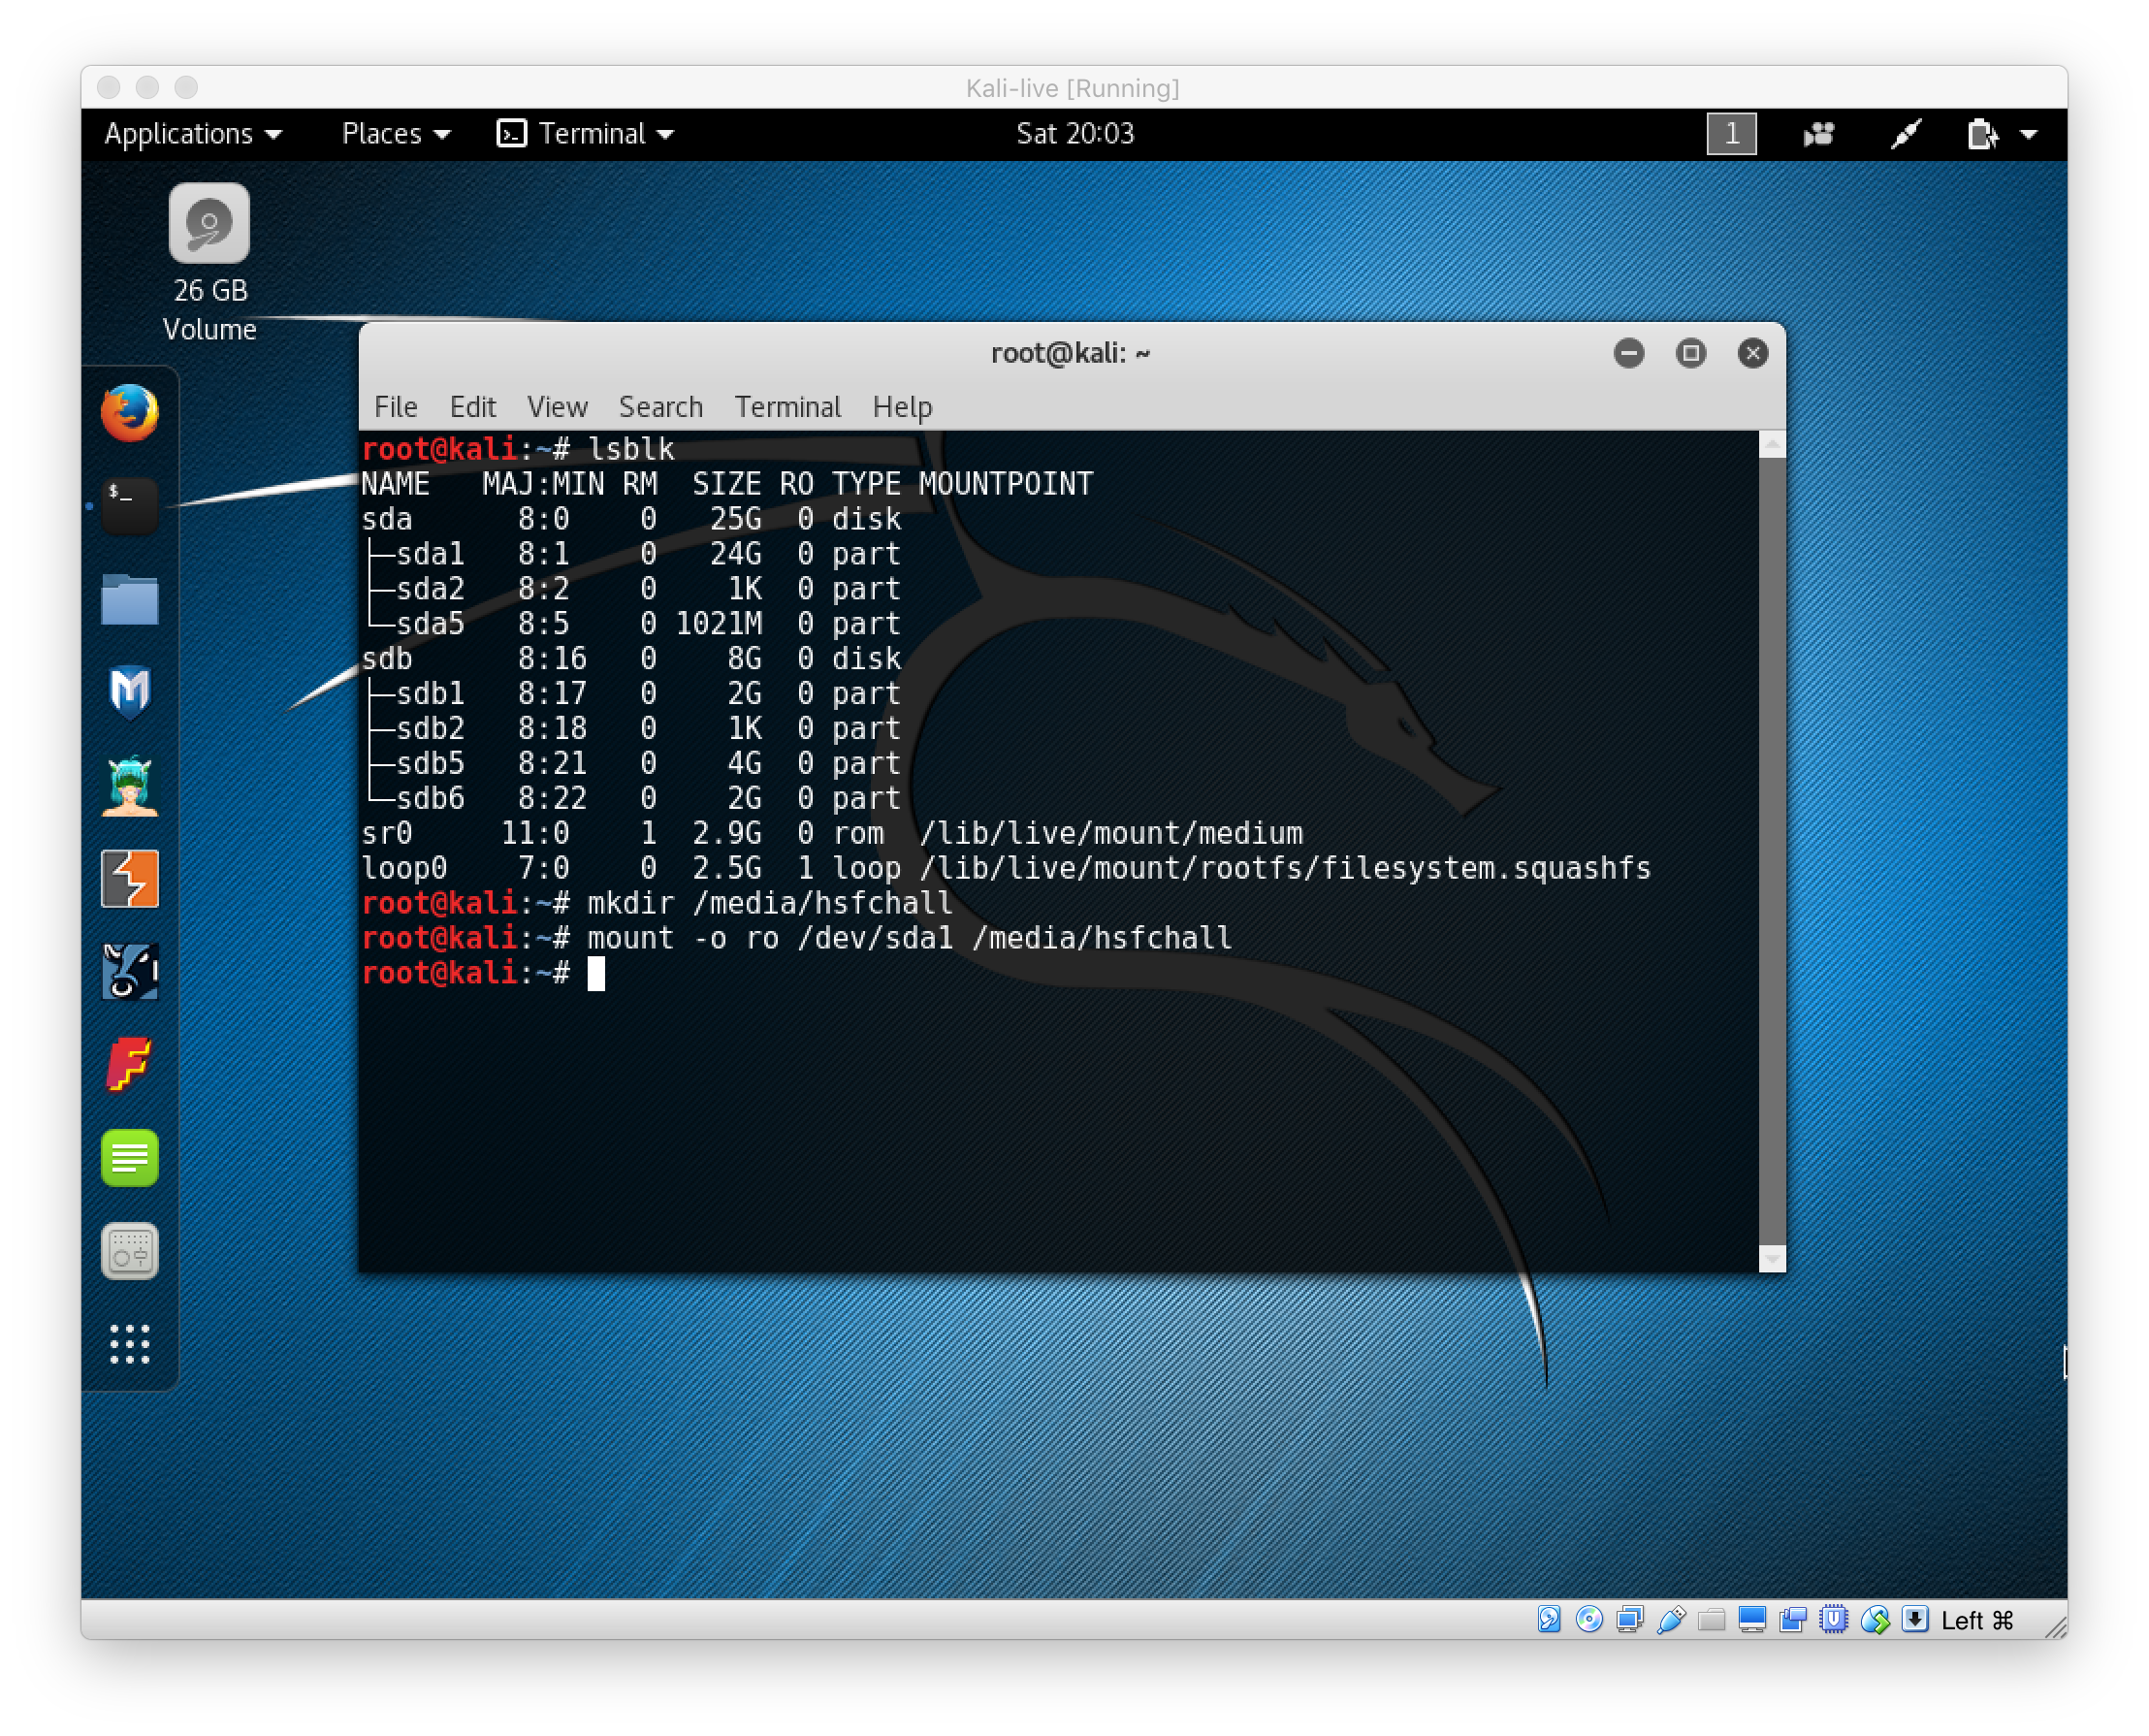 Kali-live [Running]
Applications Places Terminal Sat 20:03 1
26 GB
Volume
root@kali: ~
File Edit View Search Terminal Help
root@kali:~# lsblk
NAME   MAJ:MIN RM   SIZE RO TYPE MOUNTPOINT
sda      8:0    0    25G  0 disk
├─sda1   8:1    0    24G  0 part
├─sda2   8:2    0     1K  0 part
└─sda5   8:5    0 1021M  0 part
sdb      8:16   0     8G  0 disk
├─sdb1   8:17   0     2G  0 part
├─sdb2   8:18   0     1K  0 part
├─sdb5   8:21   0     4G  0 part
└─sdb6   8:22   0     2G  0 part
sr0     11:0    1  2.9G  0 rom  /lib/live/mount/medium
loop0    7:0    0  2.5G  1 loop /lib/live/mount/rootfs/filesystem.squashfs
root@kali:~# mkdir /media/hsfchall
root@kali:~# mount -o ro /dev/sda1 /media/hsfchall
root@kali:~#
$_
Left ⌘